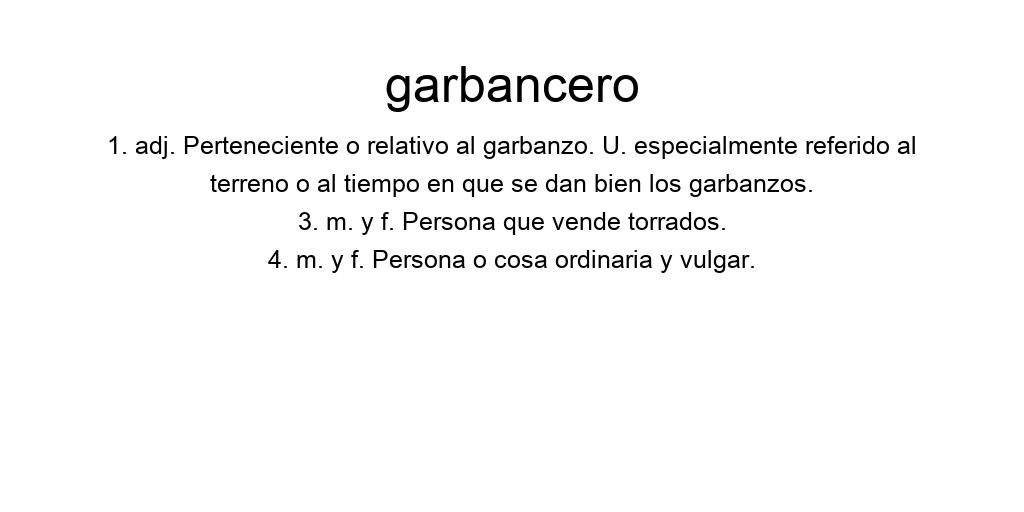 garbancero
1. adj. Perteneciente o relativo al garbanzo. U. especialmente referido al
terreno o al tiempo en que se dan bien los garbanzos.
3. m. y f. Persona que vende torrados.
4. m. y f. Persona o cosa ordinaria y vulgar.